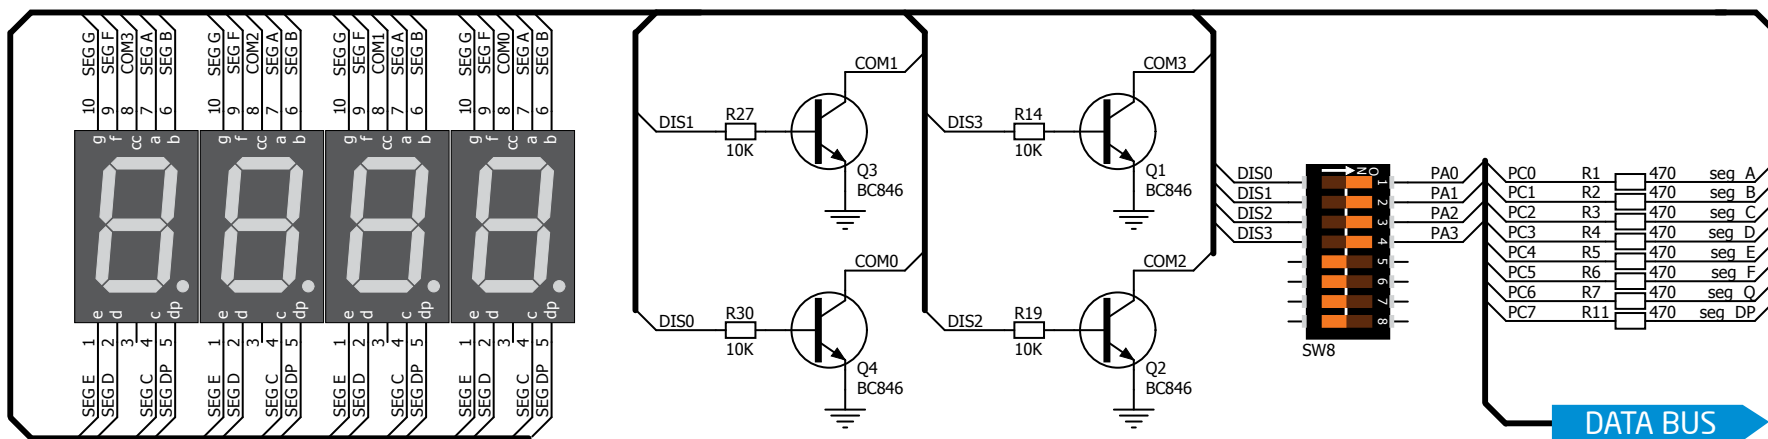 SEG G SEG F COM3 SEG A SEG B SEG G SEG F COM2 SEG A SEG B SEG G SEG F COM1 SEG A SEG B SEG G SEG F COM0 SEG A SEG B
10 9 8 7 6 10 9 8 7 6 10 9 8 7 6 10 9 8 7 6
g f cc a b g f cc a b g f cc a b g f cc a b
e d c dp e d c dp e d c dp e d c dp
1 2 3 4 5 1 2 3 4 5 1 2 3 4 5 1 2 3 4 5
SEG E SEG D SEG C SEG DP SEG E SEG D SEG C SEG DP SEG E SEG D SEG C SEG DP SEG E SEG D SEG C SEG DP
COM1
DIS1 R27
10K
Q3
BC846
COM0
DIS0 R30
10K
Q4
BC846
COM3
DIS3 R14
10K
Q1
BC846
COM2
DIS2 R19
10K
Q2
BC846
O
N
DIS0 1 PA0
DIS1 2 PA1
DIS2 3 PA2
DIS3 4 PA3
5
6
7
8
SW8
PC0 R1 470 seg A
PC1 R2 470 seg B
PC2 R3 470 seg C
PC3 R4 470 seg D
PC4 R5 470 seg E
PC5 R6 470 seg F
PC6 R7 470 seg Q
PC7 R11 470 seg DP
DATA BUS